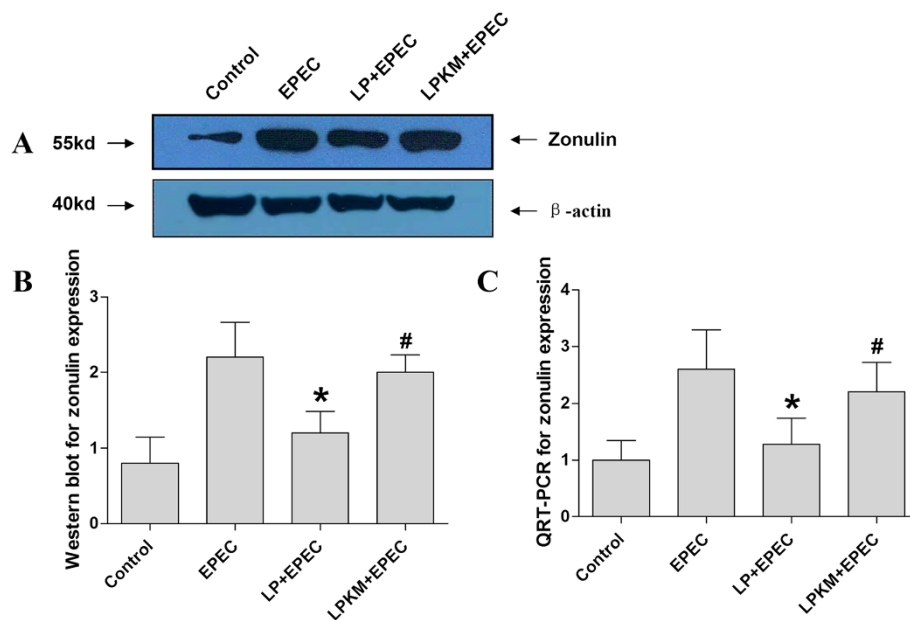 Control EPEC LP+EPEC LPKM+EPEC
A 55kd Zonulin
40kd β-actin
B
Western blot for zonulin expression
3
2
1
0
*
#
Control EPEC LP+EPEC LPKM+EPEC
C
QRT-PCR for zonulin expression
4
3
2
1
0
*
#
Control EPEC LP+EPEC LPKM+EPEC